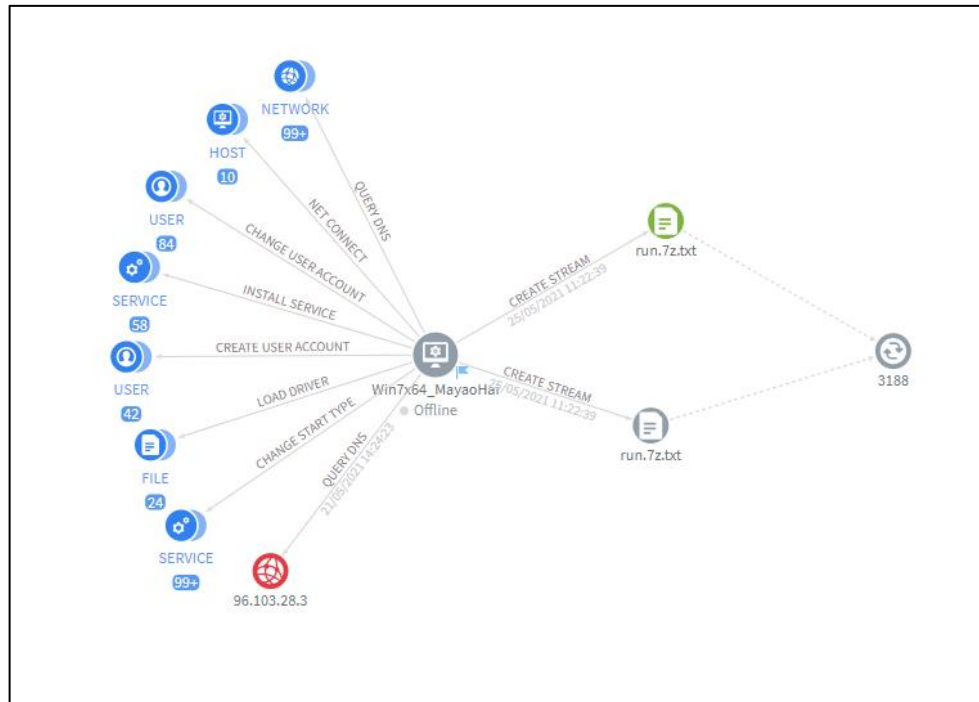 NETWORK
99+
HOST
10
USER
84
SERVICE
58
USER
42
FILE
24
SERVICE
99+
96.103.28.3
QUERY DNS
NET CONNECT
CHANGE USER ACCOUNT
INSTALL SERVICE
CREATE USER ACCOUNT
LOAD DRIVER
CHANGE START TYPE
QUERY DNS
21/05/2021 14:24:23
Win7x64_MayaoHai
Offline
CREATE STREAM
25/05/2021 11:22:39
run.7z.txt
CREATE STREAM
25/05/2021 11:22:39
run.7z.txt
3188